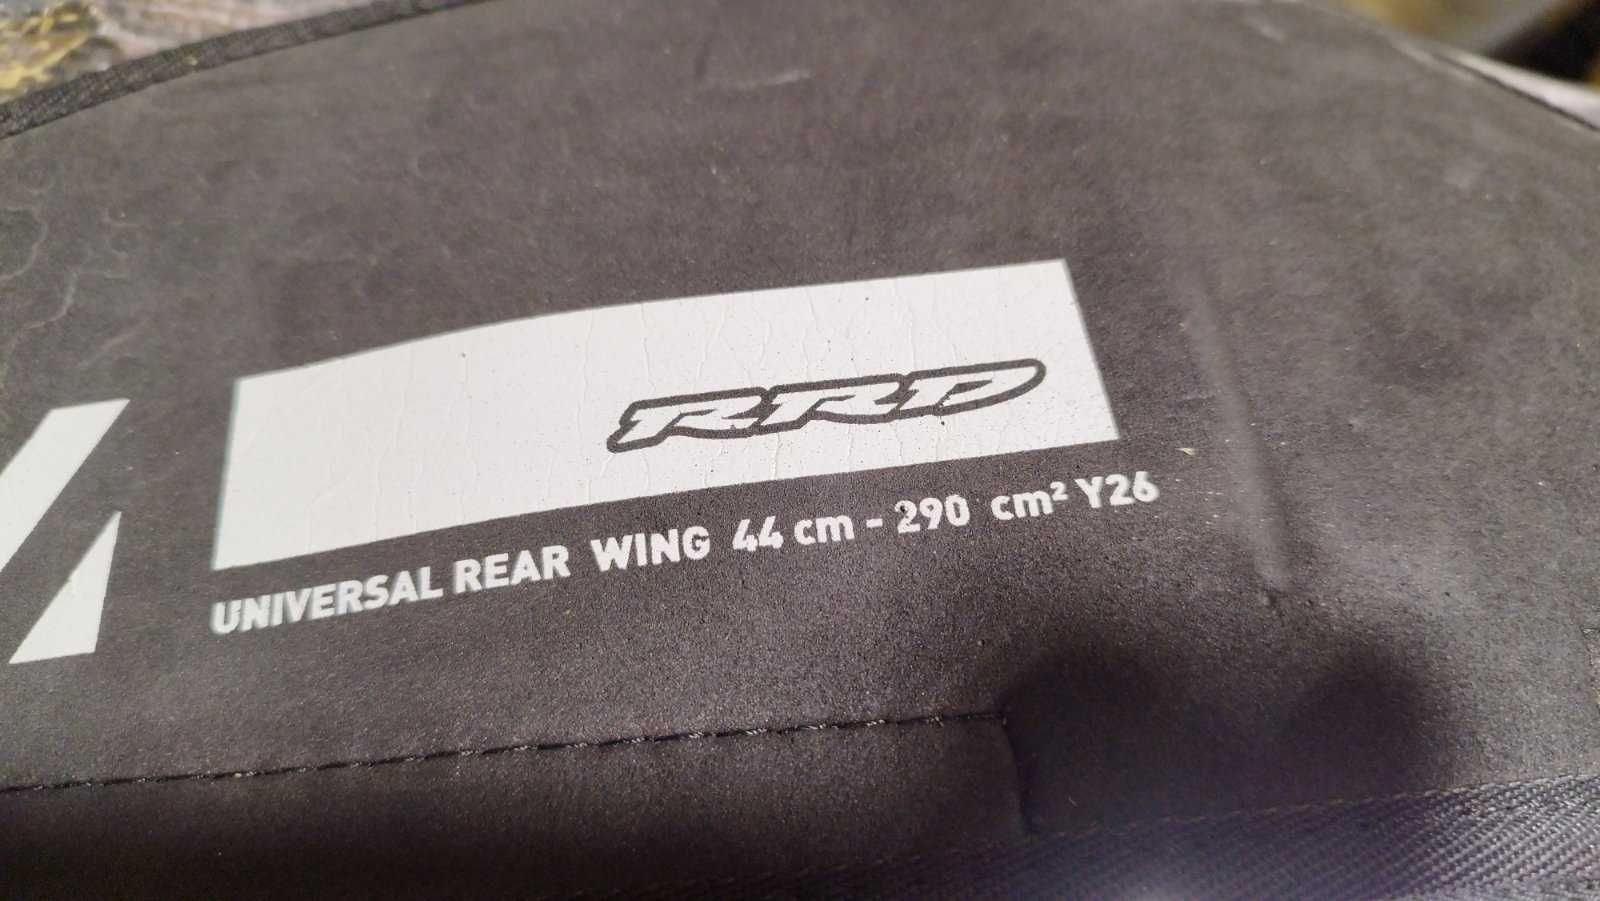 RRD
UNIVERSAL REAR WING 44 cm - 290 cm² Y26